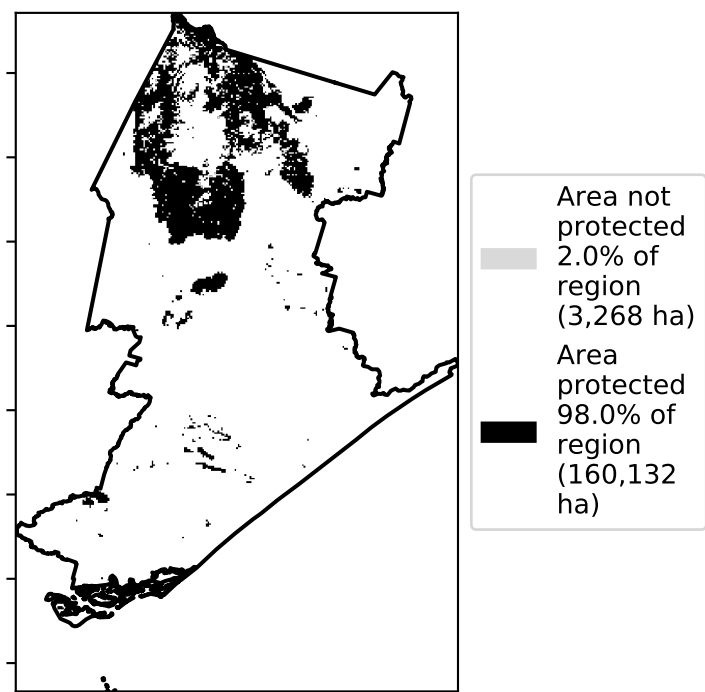 Area not
protected
2.0% of
region
(3,268 ha)
Area
protected
98.0% of
region
(160,132
ha)